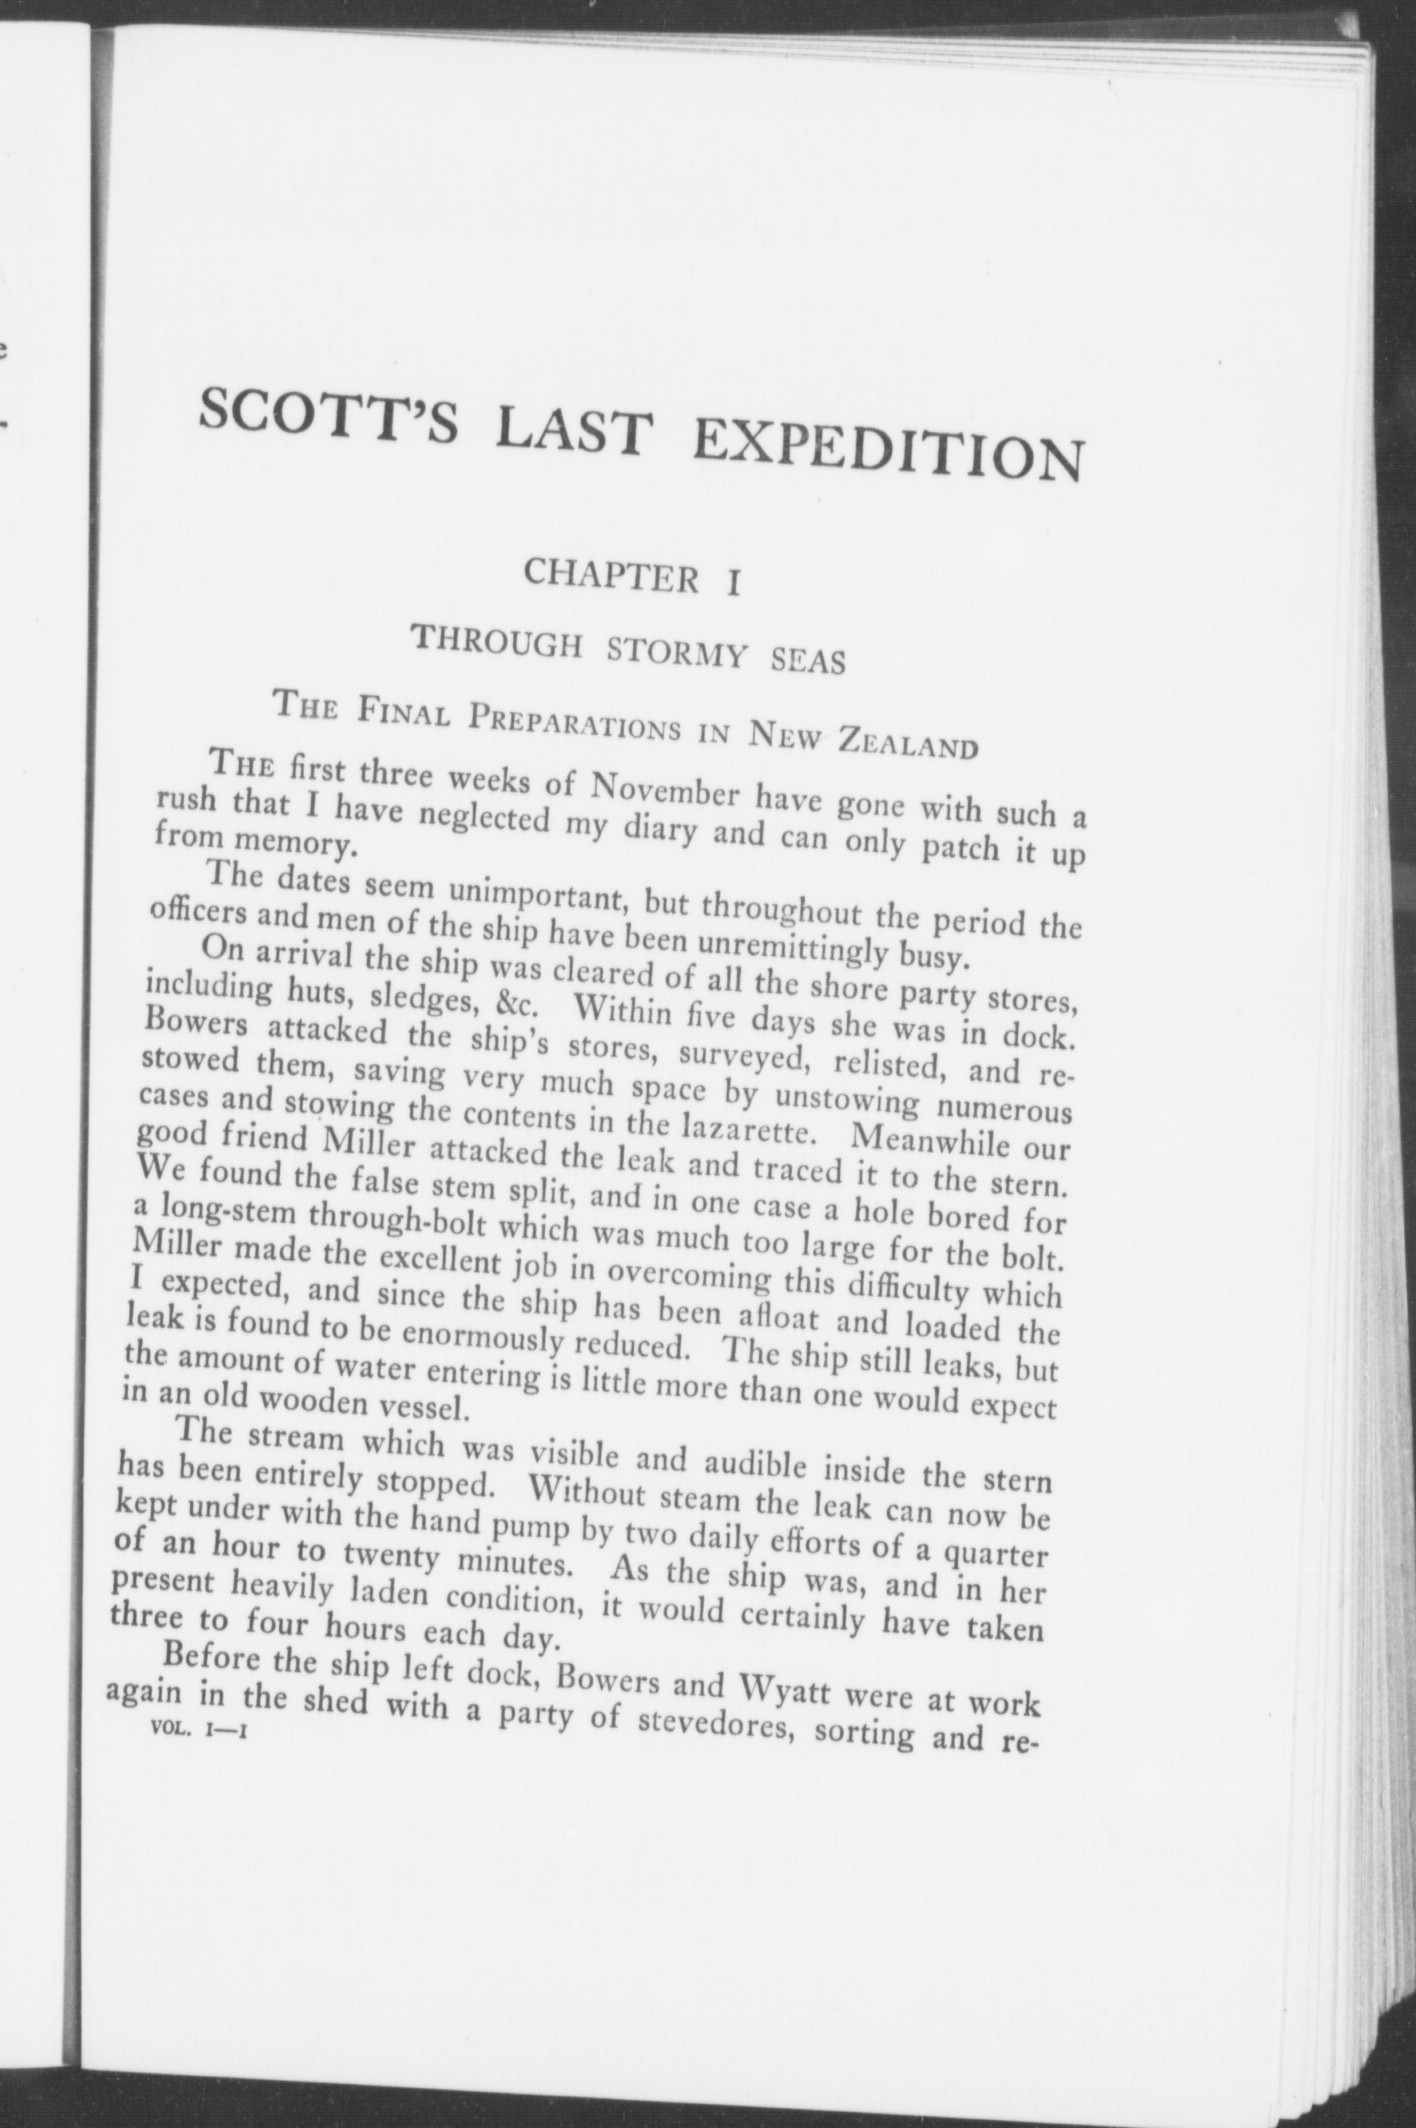 SCOTT'S LAST EXPEDITION
CHAPTER I
THROUGH STORMY SEAS
THE FINAL PREPARATIONS IN NEW ZEALAND
THE first three weeks of November have gone with such a
rush that I have neglected my diary and can only patch it up
from memory.
The dates seem unimportant, but throughout the period the
officers and men of the ship have been unremittingly busy.
On arrival the ship was cleared of all the shore party stores,
including huts, sledges, &c. Within five days she was in dock.
Bowers attacked the ship's stores, surveyed, relisted, and re-
stowed them, saving very much space by unstowing numerous
cases and stowing the contents in the lazarette. Meanwhile our
good friend Miller attacked the leak and traced it to the stern.
We found the false stem split, and in one case a hole bored for
a long-stem through-bolt which was much too large for the bolt.
Miller made the excellent job in overcoming this difficulty which
I expected, and since the ship has been afloat and loaded the
leak is found to be enormously reduced. The ship still leaks, but
the amount of water entering is little more than one would expect
in an old wooden vessel.
The stream which was visible and audible inside the stern
has been entirely stopped. Without steam the leak can now be
kept under with the hand pump by two daily efforts of a quarter
of an hour to twenty minutes. As the ship was, and in her
present heavily laden condition, it would certainly have taken
three to four hours each day.
Before the ship left dock, Bowers and Wyatt were at work
again in the shed with a party of stevedores, sorting and re-
VOL. I—I